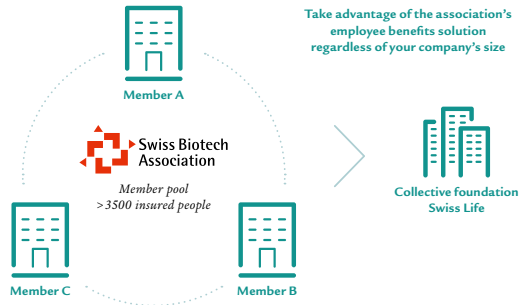 Take advantage of the association’s
employee benefits solution
regardless of your company’s size
Member A
Swiss Biotech
Association
Member pool
>3500 insured people
Collective foundation
Swiss Life
Member C
Member B